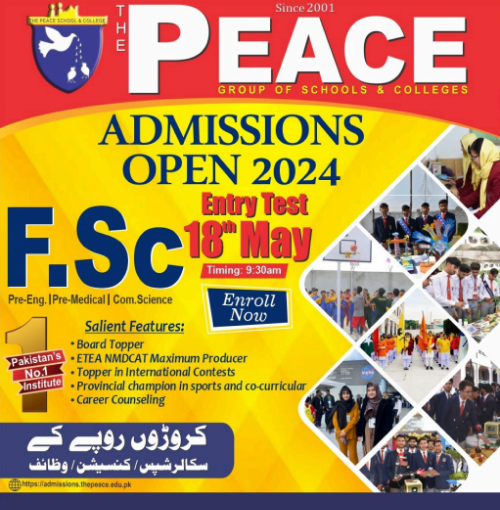 THE PEACE SCHOOL & COLLEGE
Since 2001
THE PEACE
GROUP OF SCHOOLS & COLLEGES
ADMISSIONS
OPEN 2024
F.Sc
Entry Test
18th May
Timing: 9:30am
Pre-Eng. | Pre-Medical | Com.Science
Enroll
Now
Salient Features:
• Board Topper
• ETEA NMDCAT Maximum Producer
• Topper in International Contests
• Provincial champion in sports and co-curricular
• Career Counseling
1
Pakistan's
No.1
Institute
کروڑوں روپے کے
سکالرشپس / کنسیشن / وظائف
https://admissions.thepeace.edu.pk